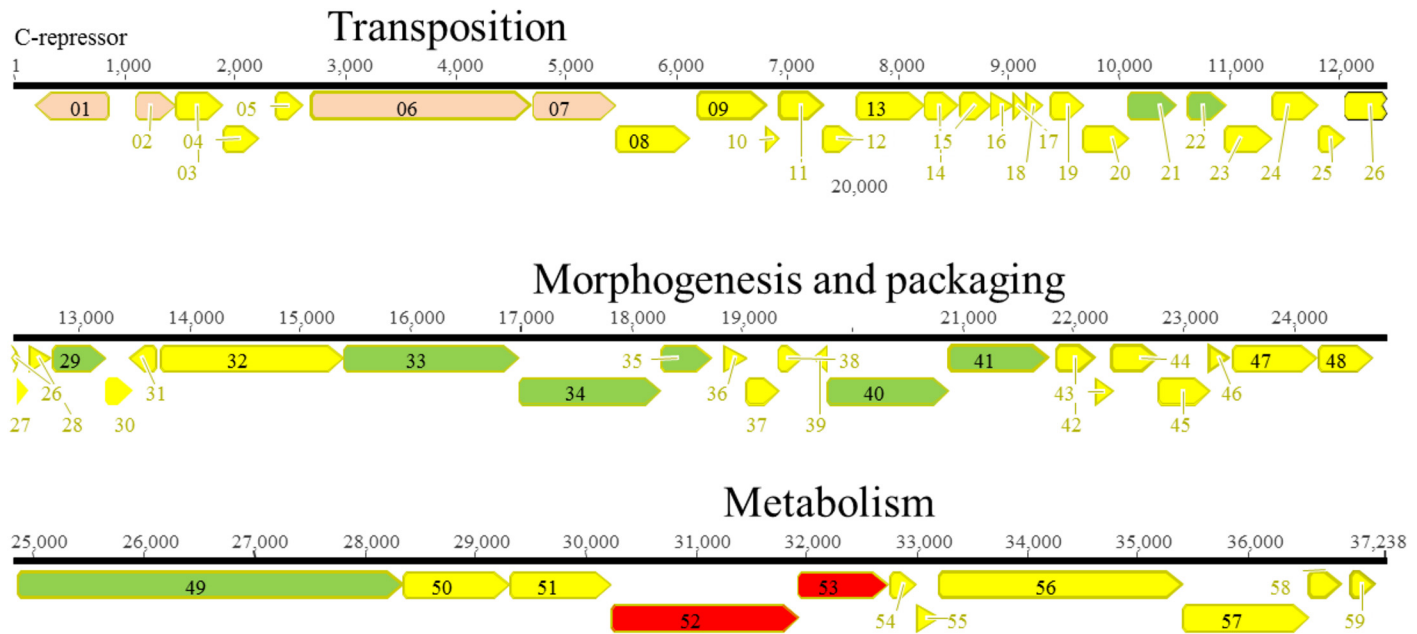 Transposition
C-repressor
1 1,000 2,000 3,000 4,000 5,000 6,000 7,000 8,000 9,000 10,000 11,000 12,000
01 05 06 07 09 13
02 04 08 10 12 15 16 17 22
03 11 14 18 19 20 21 23 24 25 26
20,000
Morphogenesis and packaging
13,000 14,000 15,000 16,000 17,000 18,000 19,000 21,000 22,000 23,000 24,000
29 32 33 35 38 41 44 47 48
26 31 34 36 40 43 46
27 28 30 37 39 42 45
Metabolism
25,000 26,000 27,000 28,000 29,000 30,000 31,000 32,000 33,000 34,000 35,000 36,000 37,238
49 50 51 53 56 58
52 54 55 57 59